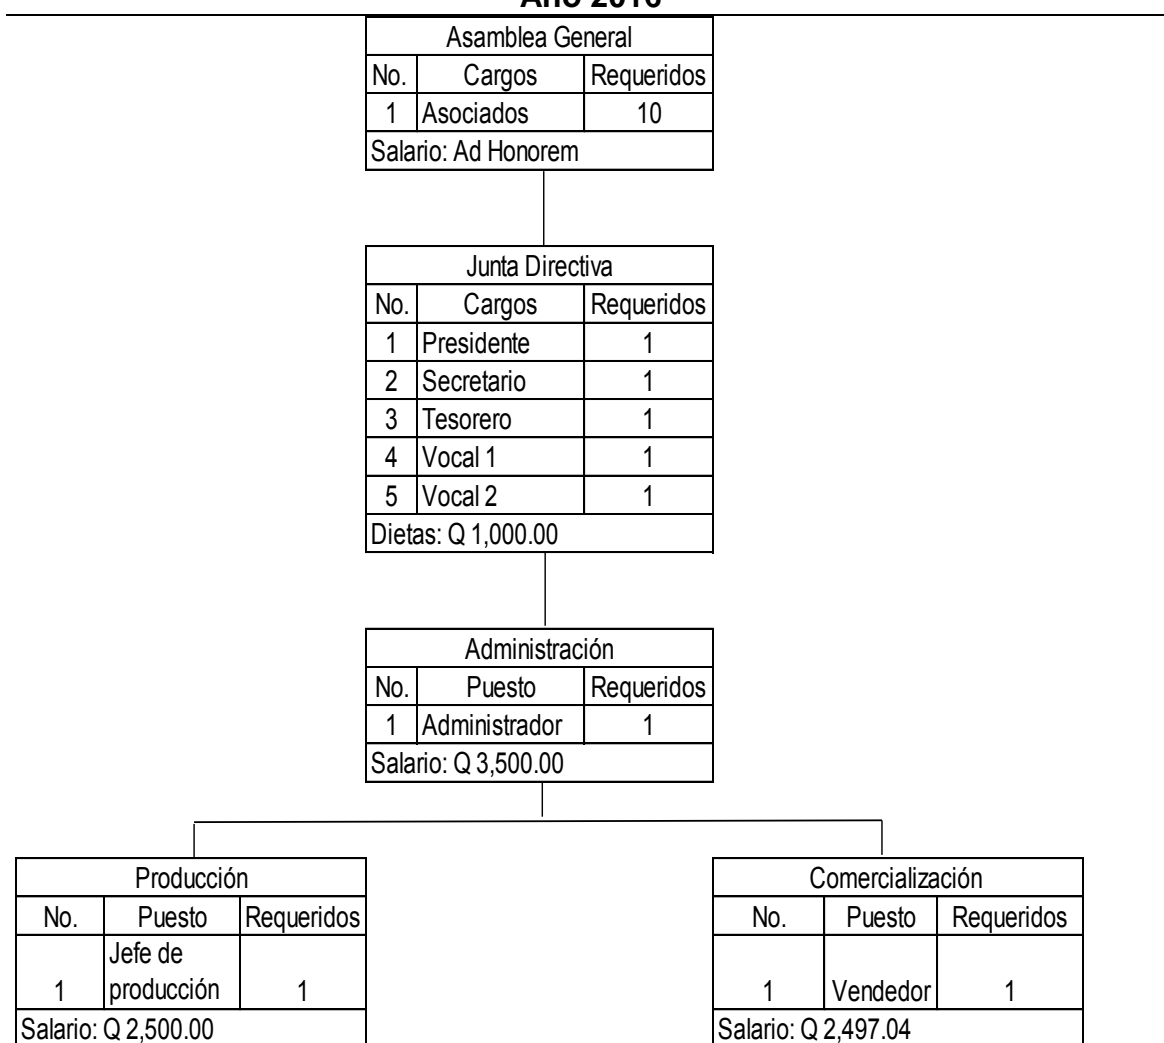 Año 2016
Asamblea General
No. Cargos Requeridos
1 Asociados 10
Salario: Ad Honorem
Junta Directiva
No. Cargos Requeridos
1 Presidente 1
2 Secretario 1
3 Tesorero 1
4 Vocal 1 1
5 Vocal 2 1
Dietas: Q 1,000.00
Administración
No. Puesto Requeridos
1 Administrador 1
Salario: Q 3,500.00
Producción
No. Puesto Requeridos
Jefe de
1 producción 1
Salario: Q 2,500.00
Comercialización
No. Puesto Requeridos
1 Vendedor 1
Salario: Q 2,497.04